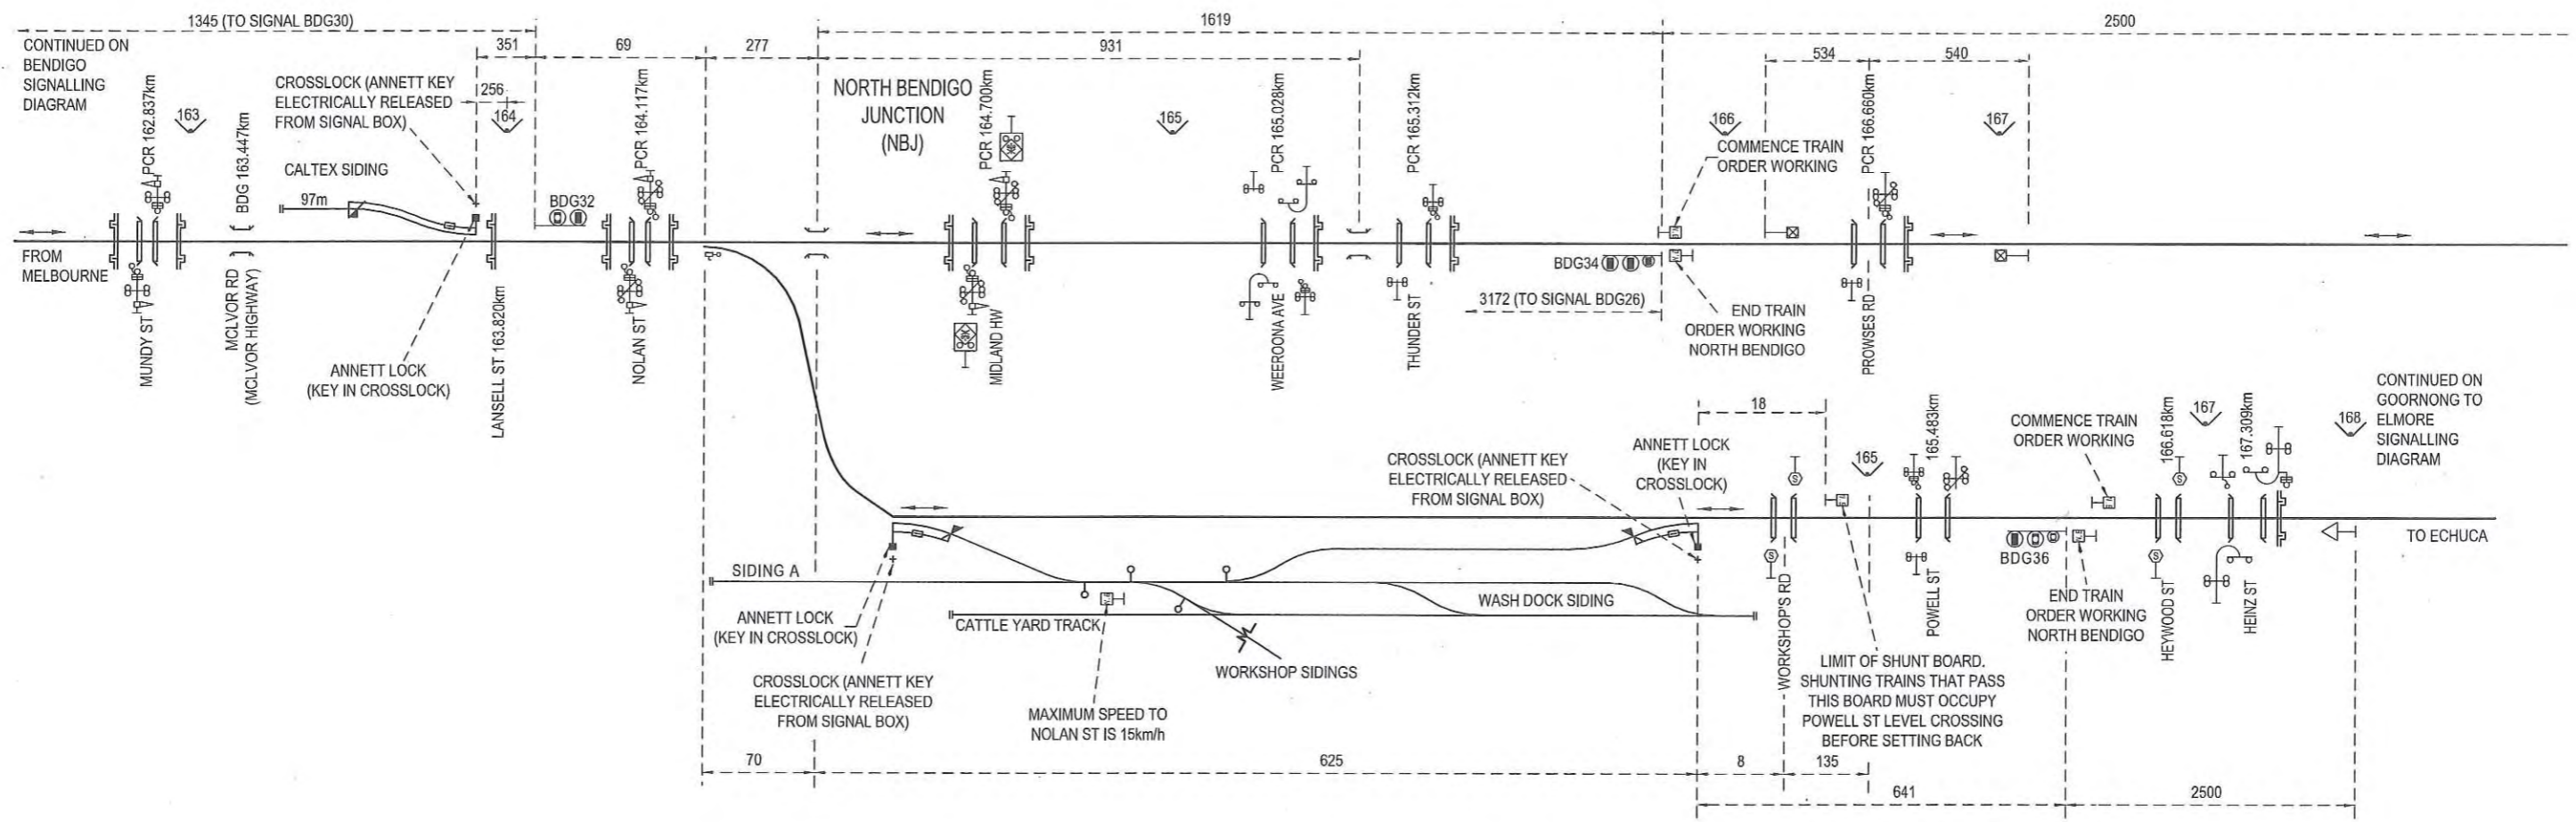 1345 (TO SIGNAL BDG30)
1619
2500
CONTINUED ON
BENDIGO
SIGNALLING
DIAGRAM
351
69
277
931
534
540
PCR 162.837km
163
BDG 163.447km
CROSSLOCK (ANNETT KEY
ELECTRICALLY RELEASED
FROM SIGNAL BOX)
256
164
PCR 164.117km
NORTH BENDIGO
JUNCTION
(NBJ)
PCR 164.700km
165
PCR 165.028km
PCR 165.312km
166
COMMENCE TRAIN
ORDER WORKING
PCR 166.660km
167
CALTEX SIDING
97m
BDG32
FROM
MELBOURNE
MUNDY ST
MCLVOR RD
(MCLVOR HIGHWAY)
ANNETT LOCK
(KEY IN CROSSLOCK)
LANSELL ST 163.820km
NOLAN ST
MIDLAND HW
WEEROONA AVE
THUNDER ST
BDG34
3172 (TO SIGNAL BDG26)
END TRAIN
ORDER WORKING
NORTH BENDIGO
PROWSES RD
CONTINUED ON
GOORNONG TO
ELMORE
SIGNALLING
DIAGRAM
18
CROSSLOCK (ANNETT KEY
ELECTRICALLY RELEASED
FROM SIGNAL BOX)
ANNETT LOCK
(KEY IN
CROSSLOCK)
S
165
165.483km
COMMENCE TRAIN
ORDER WORKING
166.618km
S
167
167.309km
168
TO ECHUCA
SIDING A
CATTLE YARD TRACK
WASH DOCK SIDING
WORKSHOP SIDINGS
ANNETT LOCK
(KEY IN CROSSLOCK)
CROSSLOCK (ANNETT KEY
ELECTRICALLY RELEASED
FROM SIGNAL BOX)
MAXIMUM SPEED TO
NOLAN ST IS 15km/h
S
WORKSHOP'S RD
LIMIT OF SHUNT BOARD.
SHUNTING TRAINS THAT PASS
THIS BOARD MUST OCCUPY
POWELL ST LEVEL CROSSING
BEFORE SETTING BACK
POWELL ST
BDG36
END TRAIN
ORDER WORKING
NORTH BENDIGO
S
HEYWOOD ST
HEINZ ST
70
625
8
135
641
2500